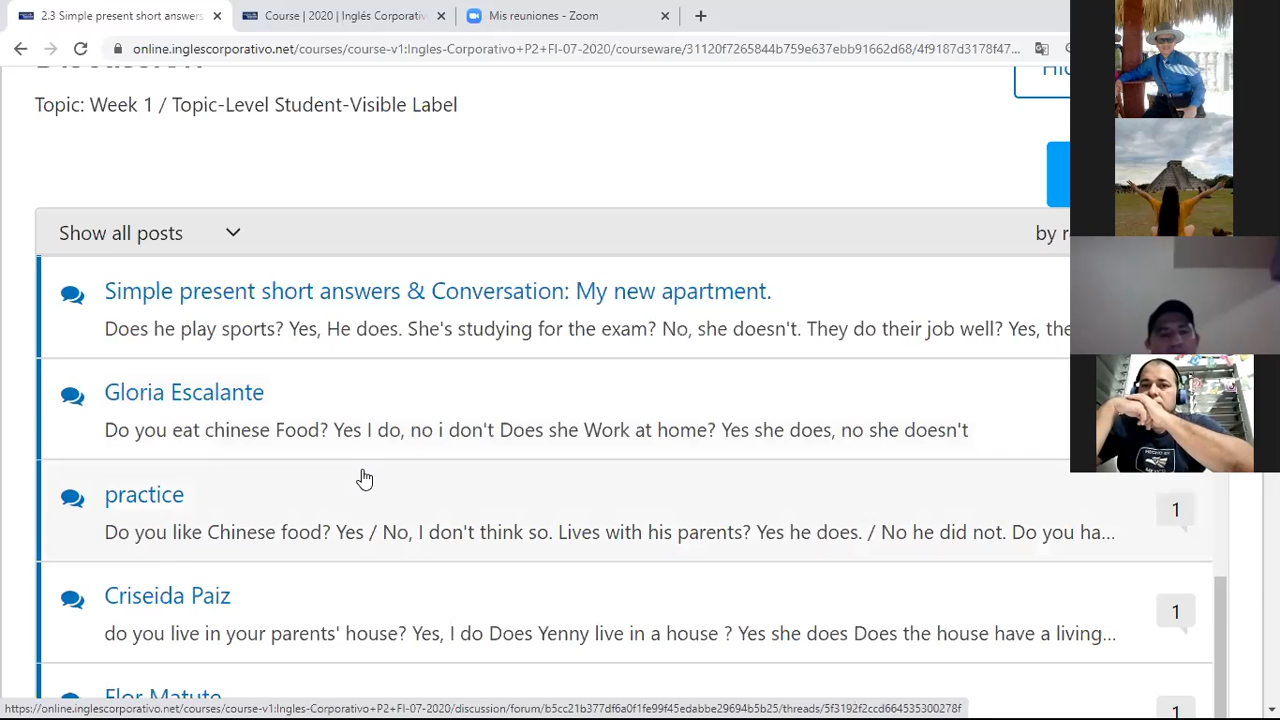 2.3 Simple present short answers
Course | 2020 | Inglés Corporativ
Mis reuniones - Zoom
online.inglescorporativo.net/courses/course-v1:Ingles-Corporativo+P2+FI-07-2020/courseware/31120f7265844b759e637ebb91662d68/4f9187d3178f47...
Topic: Week 1 / Topic-Level Student-Visible Label
Show all posts
by r
Simple present short answers & Conversation: My new apartment.
Does he play sports? Yes, He does. She's studying for the exam? No, she doesn't. They do their job well? Yes, the
Gloria Escalante
Do you eat chinese Food? Yes I do, no i don't Does she Work at home? Yes she does, no she doesn't
practice
1
Do you like Chinese food? Yes / No, I don't think so. Lives with his parents? Yes he does. / No he did not. Do you ha...
Criseida Paiz
1
do you live in your parents' house? Yes, I do Does Yenny live in a house ? Yes she does Does the house have a living...
Flor Matute
1
https://online.inglescorporativo.net/courses/course-v1:Ingles-Corporativo+P2+FI-07-2020/discussion/forum/b5cc21b377df6a0f1fe99f45edabbe29694b5b25/threads/5f3192f2ccd664535300278f
HECHO EN
MEXICO